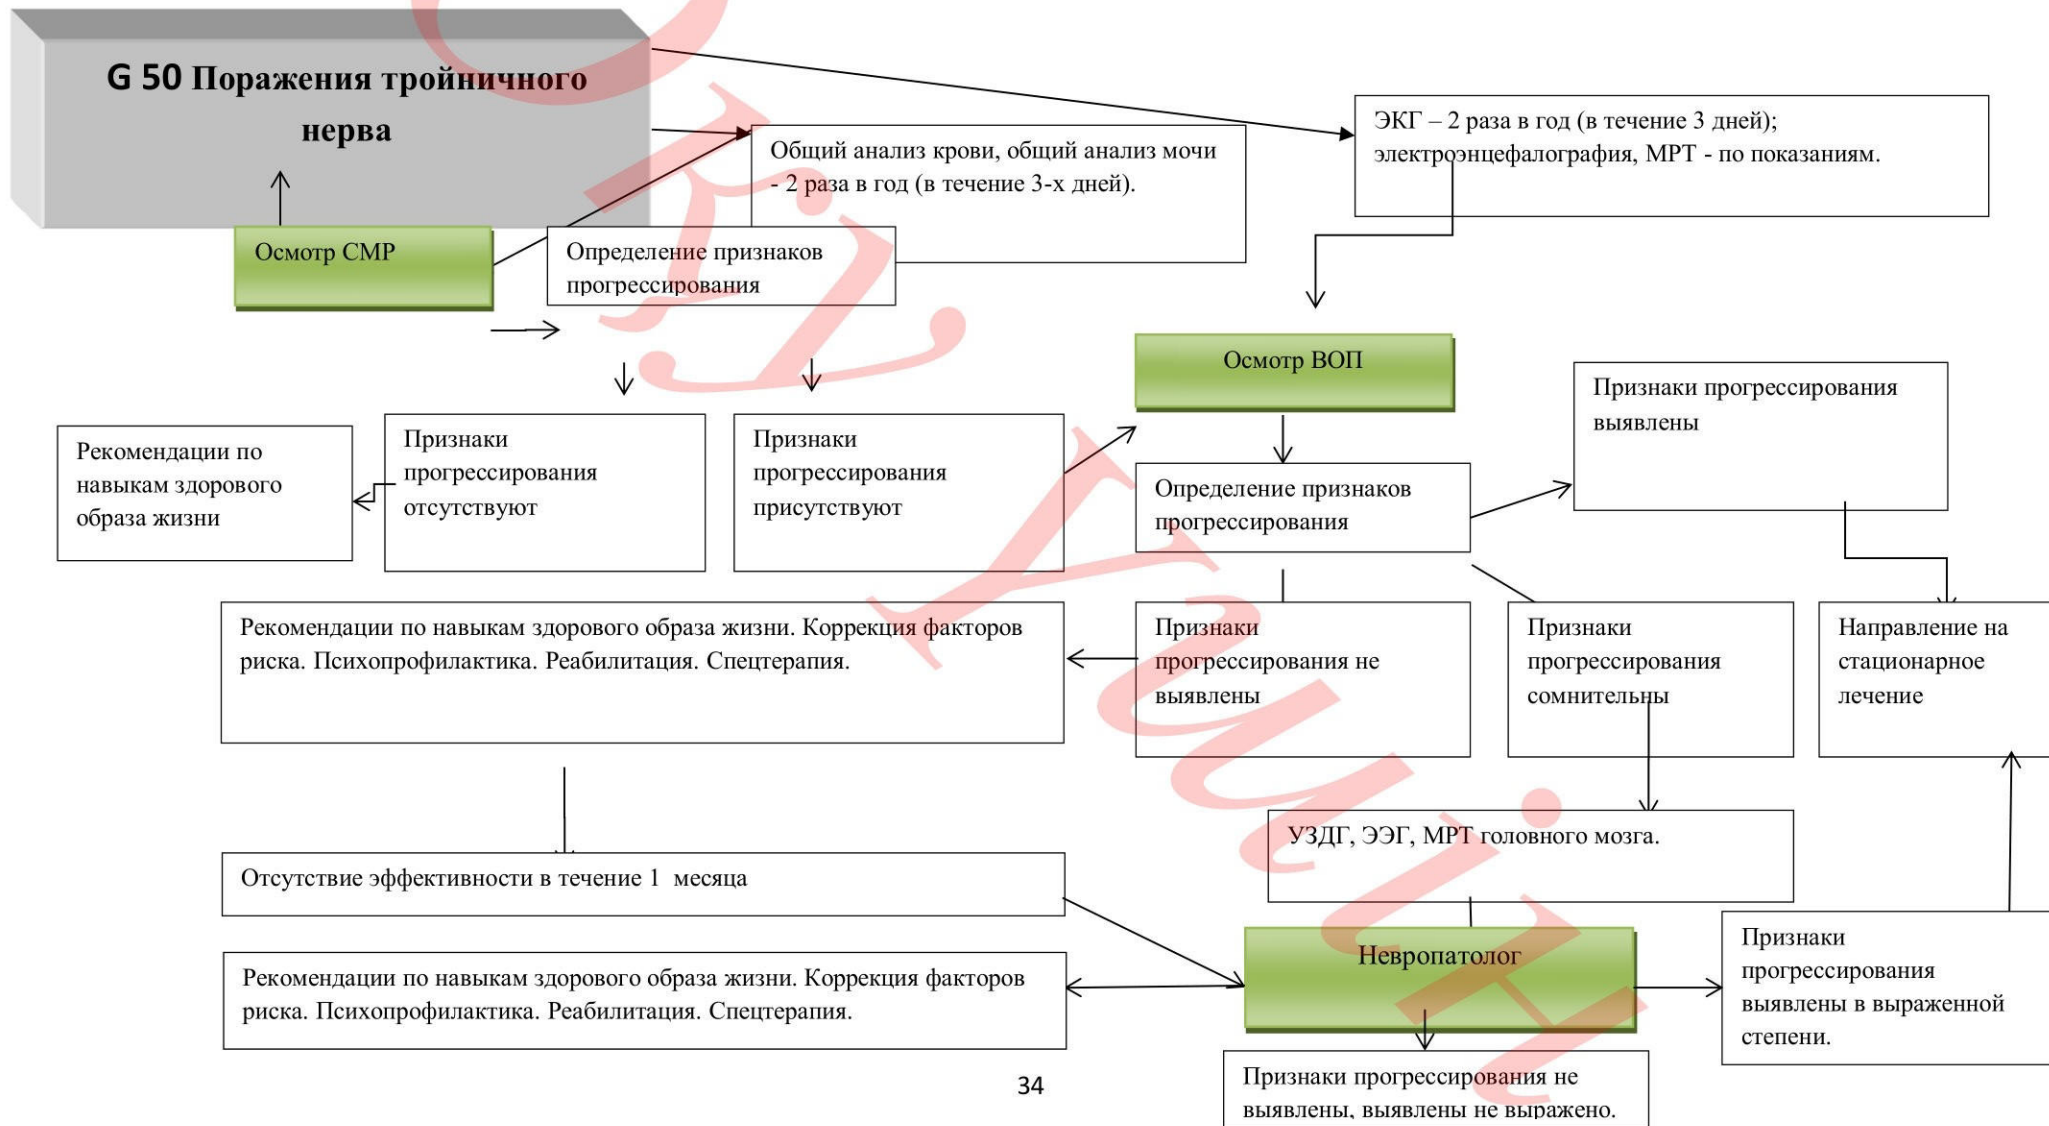 G 50 Поражения тройничного
нерва
ЭКГ – 2 раза в год (в течение 3 дней);
электроэнцефалография, МРТ - по показаниям.
Общий анализ крови, общий анализ мочи
- 2 раза в год (в течение 3-х дней).
Осмотр СМР
Определение признаков
прогрессирования
Осмотр ВОП
Признаки прогрессирования
выявлены
Рекомендации по
навыкам здорового
образа жизни
Признаки
прогрессирования
отсутствуют
Признаки
прогрессирования
присутствуют
Определение признаков
прогрессирования
Рекомендации по навыкам здорового образа жизни. Коррекция факторов
риска. Психопрофилактика. Реабилитация. Спецтерапия.
Признаки
прогрессирования не
выявлены
Признаки
прогрессирования
сомнительны
Направление на
стационарное
лечение
УЗДГ, ЭЭГ, МРТ головного мозга.
Отсутствие эффективности в течение 1 месяца
Невропатолог
Признаки
прогрессирования
выявлены в выраженной
степени.
Рекомендации по навыкам здорового образа жизни. Коррекция факторов
риска. Психопрофилактика. Реабилитация. Спецтерапия.
Признаки прогрессирования не
выявлены, выявлены не выражено.
34